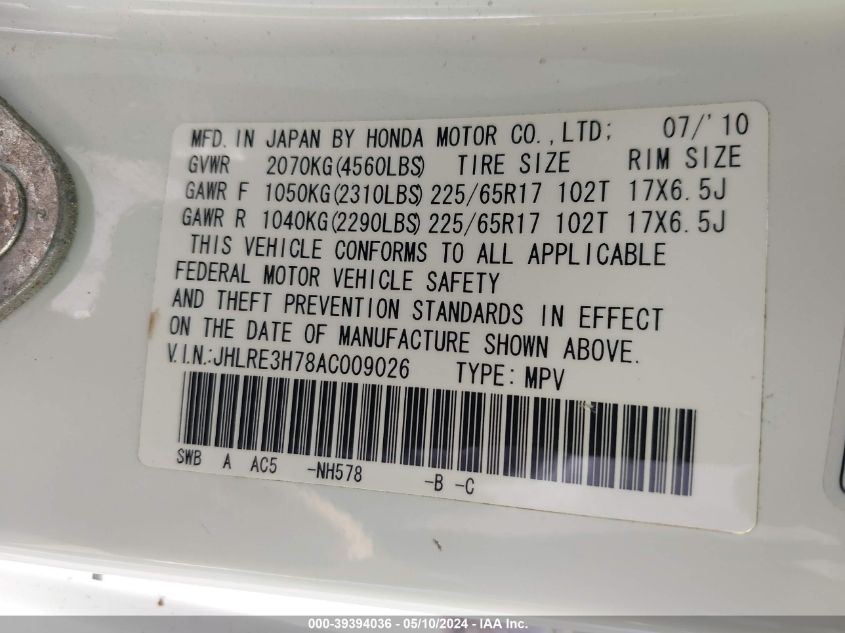 MFD. IN JAPAN BY HONDA MOTOR CO., LTD; 07/'10
GVWR 2070KG(4560LBS) TIRE SIZE RIM SIZE
GAWR F 1050KG(2310LBS) 225/65R17 102T 17X6.5J
GAWR R 1040KG(2290LBS) 225/65R17 102T 17X6.5J
THIS VEHICLE CONFORMS TO ALL APPLICABLE
FEDERAL MOTOR VEHICLE SAFETY
AND THEFT PREVENTION STANDARDS IN EFFECT
ON THE DATE OF MANUFACTURE SHOWN ABOVE.
V.I.N.:JHLRE3H78AC009026 TYPE: MPV
SWB A AC5 -NH578 -B -C
000-39394036 - 05/10/2024 - IAA Inc.